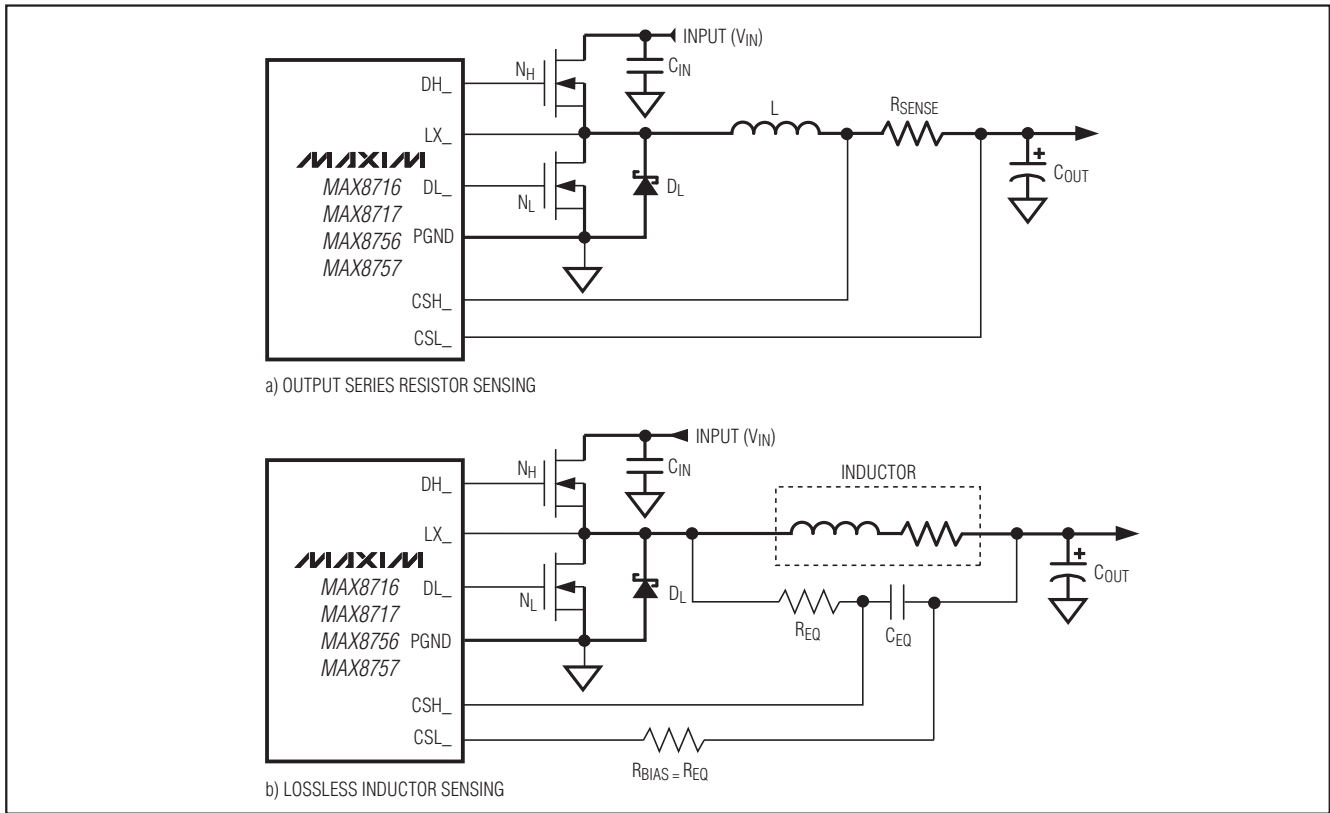 INPUT (VIN)
CIN
NH
DH_
L
RSENSE
LX_
MAXIM
MAX8716
MAX8717
MAX8756
MAX8757
DL_
NL
DL
+
COUT
PGND
CSH_
CSL_
a) OUTPUT SERIES RESISTOR SENSING
INPUT (VIN)
CIN
NH
DH_
INDUCTOR
LX_
MAXIM
MAX8716
MAX8717
MAX8756
MAX8757
DL_
NL
DL
+
COUT
REQ
CEQ
PGND
CSH_
CSL_
RBIAS = REQ
b) LOSSLESS INDUCTOR SENSING